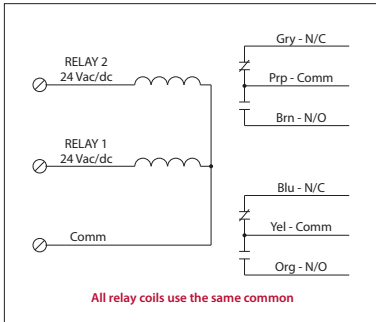 RELAY 2
24 Vac/dc
RELAY 1
24 Vac/dc
Comm
Gry - N/C
Prp - Comm
Brn - N/O
Blu - N/C
Yel - Comm
Org - N/O
All relay coils use the same common